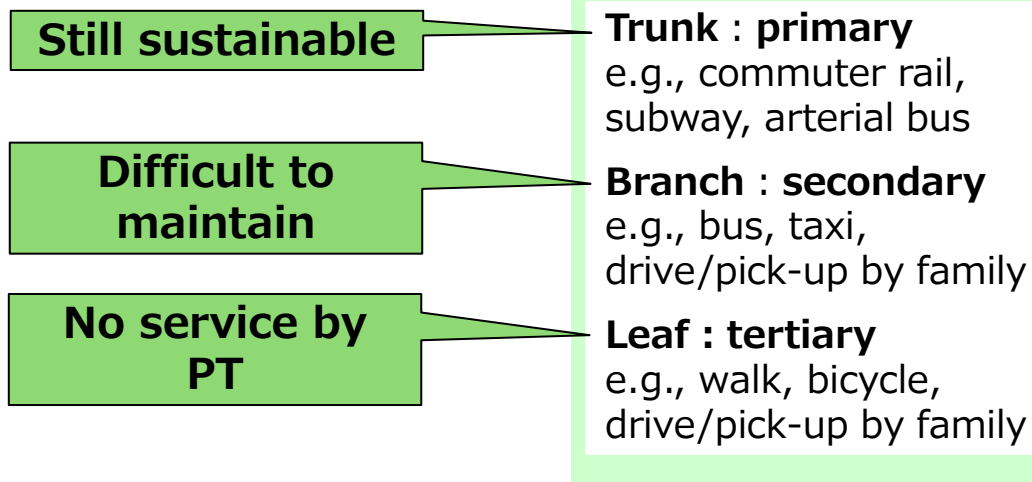 Still sustainable
Trunk : primary
e.g., commuter rail,
subway, arterial bus
Difficult to
maintain
Branch : secondary
e.g., bus, taxi,
drive/pick-up by family
No service by
PT
Leaf : tertiary
e.g., walk, bicycle,
drive/pick-up by family